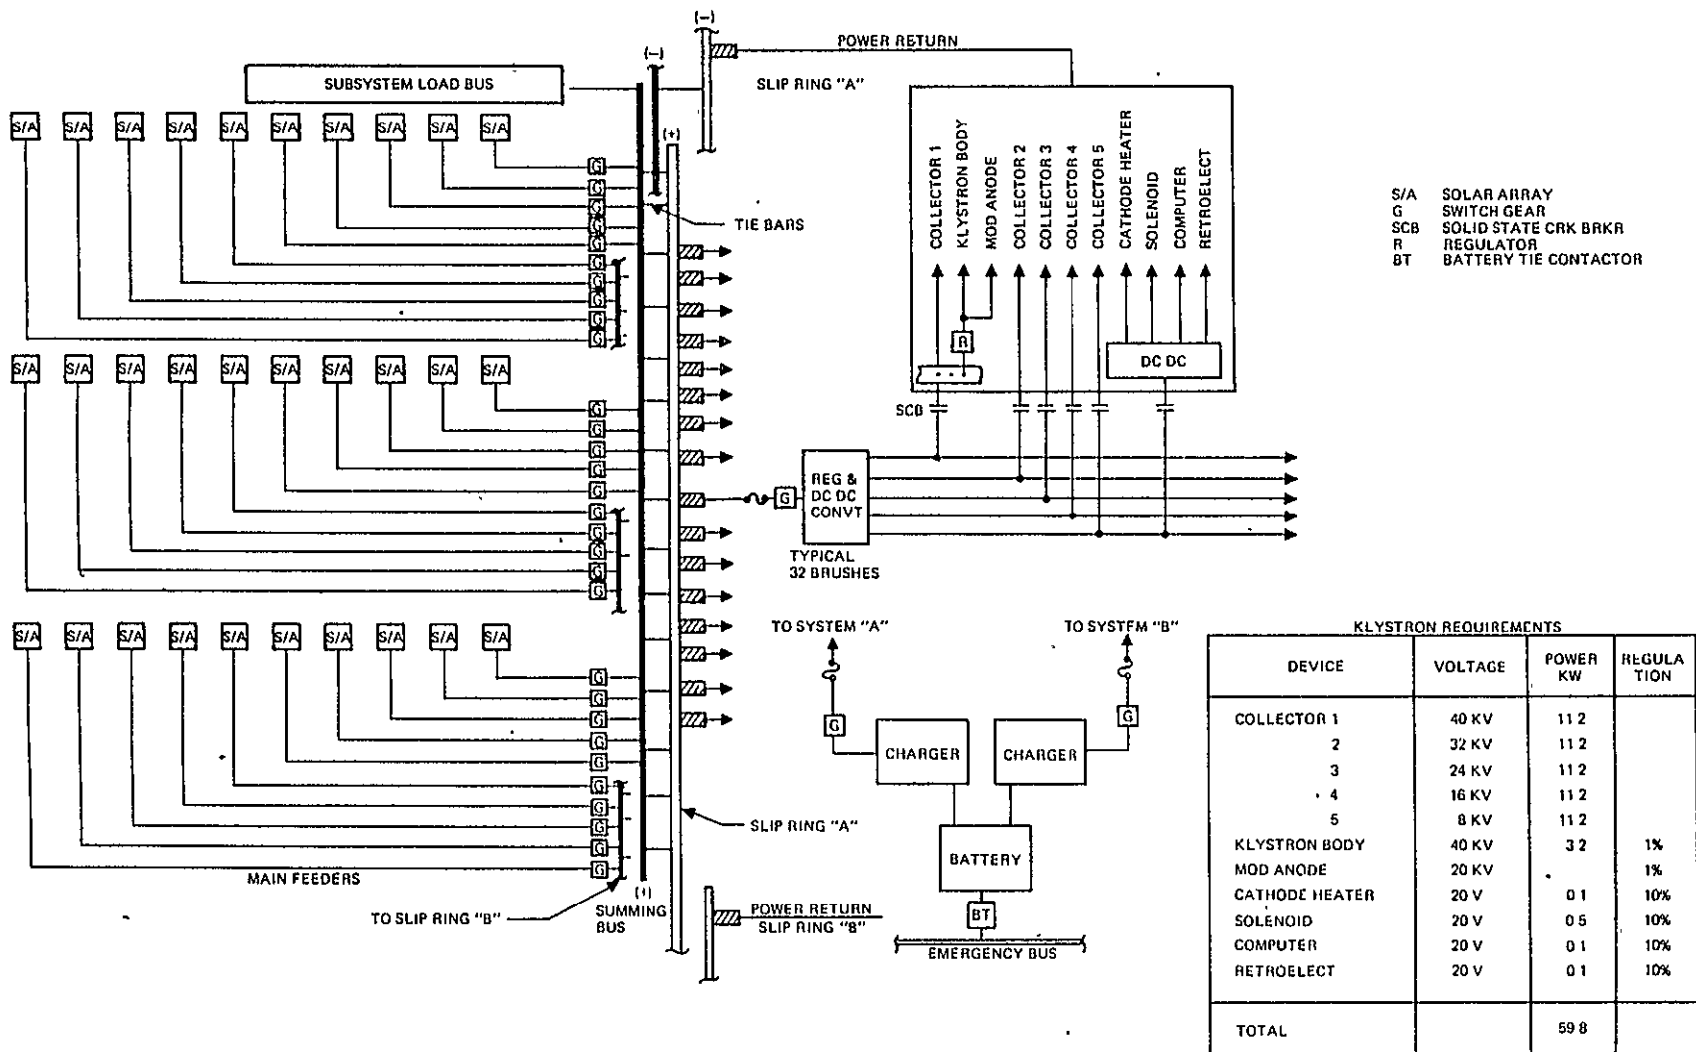 (-)
POWER RETURN
(-)
SUBSYSTEM LOAD BUS
SLIP RING "A"
(+)
S/A S/A S/A S/A S/A S/A S/A S/A S/A S/A
G
G
G
G
G
G
G
G
G
G
TIE BARS
COLLECTOR 1
KLYSTRON BODY
MOD ANODE
COLLECTOR 2
COLLECTOR 3
COLLECTOR 4
COLLECTOR 5
CATHODE HEATER
SOLENOID
COMPUTER
RETROELECT
R
DC DC
SCB
S/A SOLAR ARRAY
G SWITCH GEAR
SCB SOLID STATE CRK BRKR
R REGULATOR
BT BATTERY TIE CONTACTOR
S/A S/A S/A S/A S/A S/A S/A S/A S/A S/A
G
G
G
G
G
G
G
G
G
G
G
REG &
DC DC
CONVT
TYPICAL
32 BRUSHES
S/A S/A S/A S/A S/A S/A S/A S/A S/A S/A
G
G
G
G
G
G
G
G
G
G
MAIN FEEDERS
TO SLIP RING "B"
(+)
SUMMING
BUS
SLIP RING "A"
POWER RETURN
SLIP RING "B"
TO SYSTEM "A"
TO SYSTEM "B"
G
G
CHARGER
CHARGER
BATTERY
BT
EMERGENCY BUS
KLYSTRON REQUIREMENTS
DEVICE VOLTAGE POWER KW REGULA TION
COLLECTOR 1 40 KV 11 2
2 32 KV 11 2
3 24 KV 11 2
4 16 KV 11 2
5 8 KV 11 2
KLYSTRON BODY 40 KV 3 2 1%
MOD ANODE 20 KV 1%
CATHODE HEATER 20 V 0 1 10%
SOLENOID 20 V 0 5 10%
COMPUTER 20 V 0 1 10%
RETROELECT 20 V 0 1 10%
TOTAL 59 8